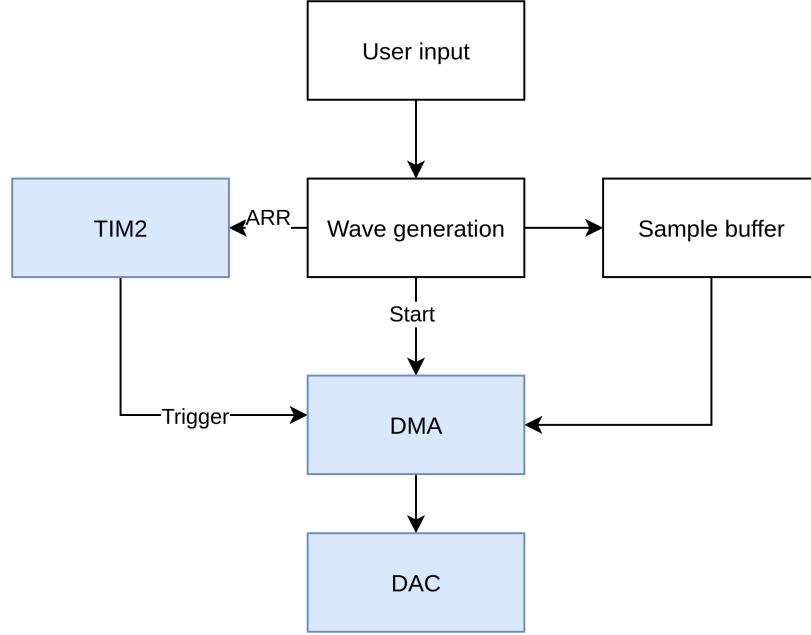 User input
ARR
TIM2
Wave generation
Sample buffer
Start
Trigger
DMA
DAC